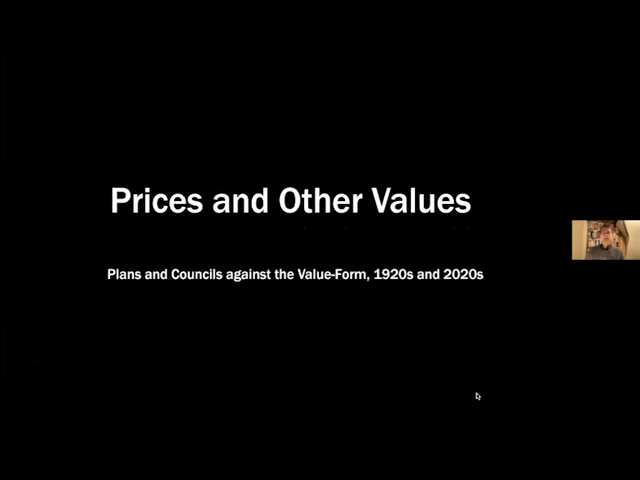 Prices and Other Values
Plans and Councils against the Value-Form, 1920s and 2020s